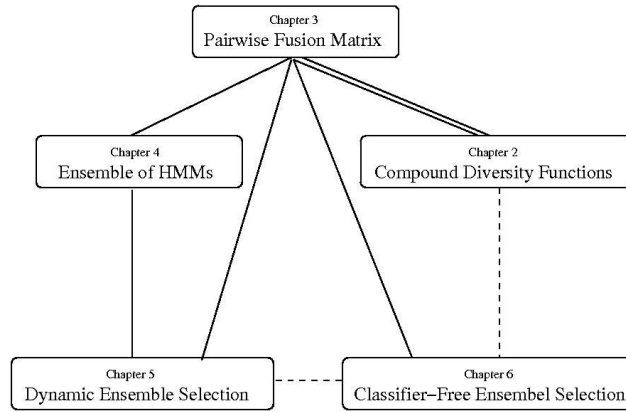 Chapter 3
Pairwise Fusion Matrix
Chapter 4
Ensemble of HMMs
Chapter 2
Compound Diversity Functions
Chapter 5
Dynamic Ensemble Selection
Chapter 6
Classifier–Free Ensembel Selection